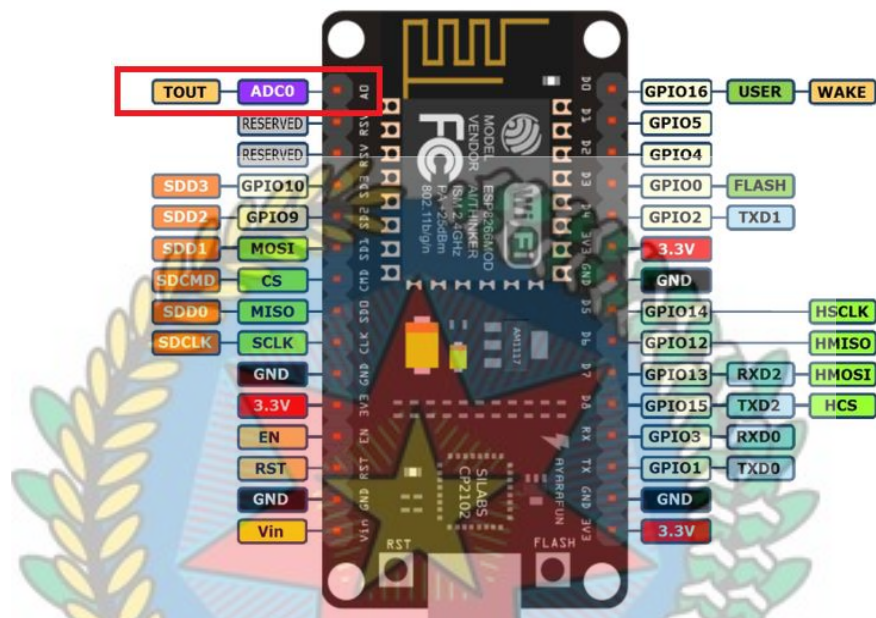 TOUT ADC0 A0 D0 GPIO16 USER WAKE
RESERVED RSV D1 GPIO5
RESERVED RSV D2 GPIO4
SDD3 GPIO10 SD3 D3 GPIO0 FLASH
SDD2 GPIO9 SD2 D4 GPIO2 TXD1
SDD1 MOSI SD1 3V3 3.3V
SDCMD CS CMD GND GND
SDD0 MISO SDO D5 GPIO14 HSCLK
SDCLK SCLK CLK D6 GPIO12 HMISO
GND GND D7 GPIO13 RXD2 HMOSI
3.3V 3V3 D8 GPIO15 TXD2 HCS
EN EN RX GPIO3 RXD0
RST RST TX GPIO1 TXD0
GND GND GND GND
Vin Vin 3V3 3.3V
FC
MODEL ESP8266MOD
VENDOR AI/THINKER
ISM 2.4GHz
PA +25dBm
802.11b/g/n
Wi Fi
AM1117
SILABS
CP2102
AYARAFUN
RST
FLASH